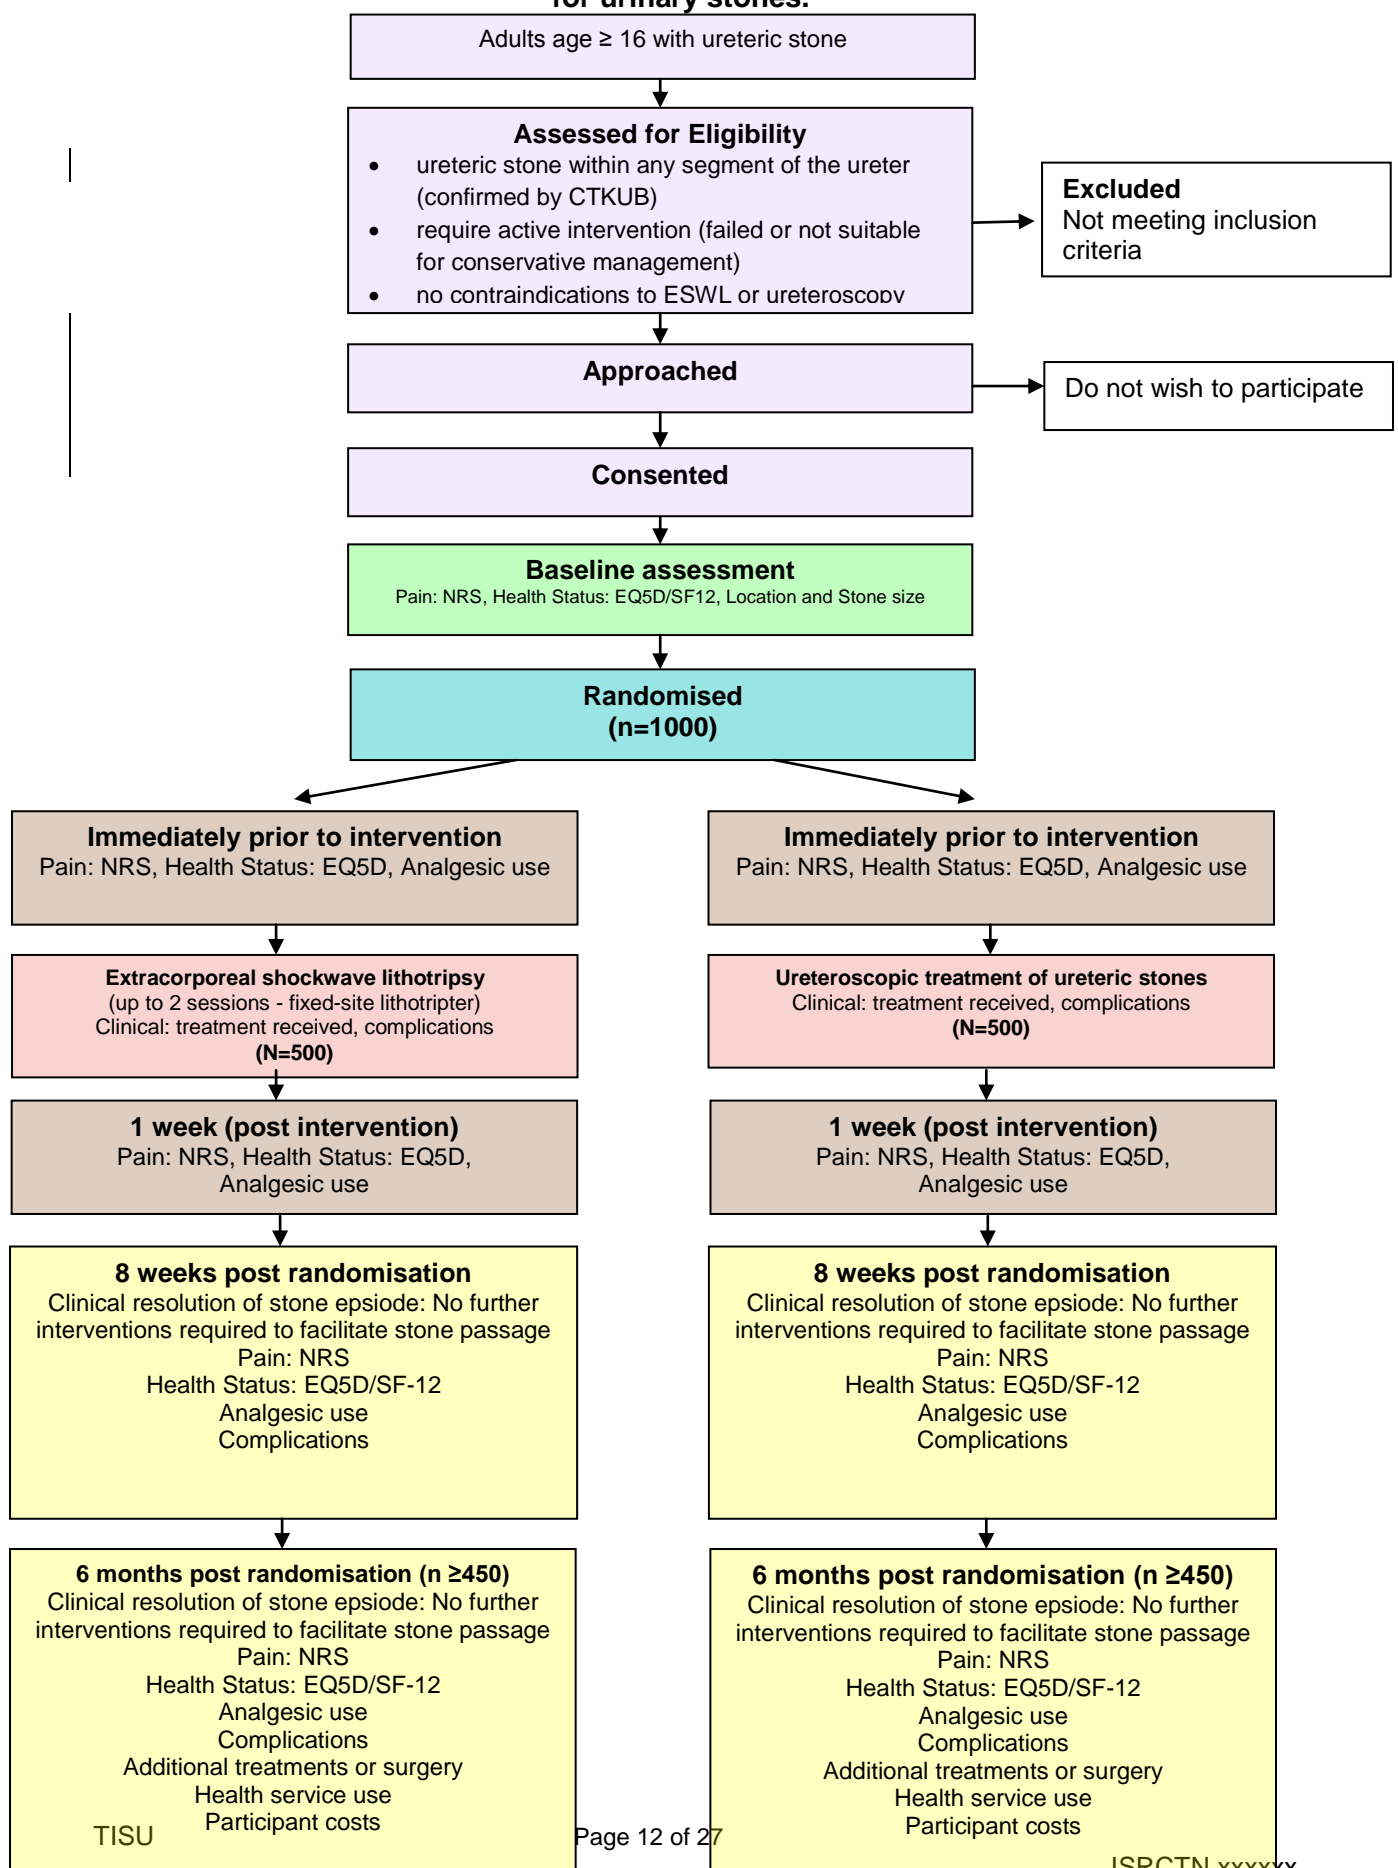 for urinary stones.
Adults age ≥ 16 with ureteric stone
Assessed for Eligibility
• ureteric stone within any segment of the ureter
(confirmed by CTKUB)
• require active intervention (failed or not suitable
for conservative management)
• no contraindications to ESWL or ureteroscopy
Excluded
Not meeting inclusion
criteria
Approached
Do not wish to participate
Consented
Baseline assessment
Pain: NRS, Health Status: EQ5D/SF12, Location and Stone size
Randomised
(n=1000)
Immediately prior to intervention
Pain: NRS, Health Status: EQ5D, Analgesic use
Extracorporeal shockwave lithotripsy
(up to 2 sessions - fixed-site lithotripter)
Clinical: treatment received, complications
(N=500)
1 week (post intervention)
Pain: NRS, Health Status: EQ5D,
Analgesic use
8 weeks post randomisation
Clinical resolution of stone epsiode: No further
interventions required to facilitate stone passage
Pain: NRS
Health Status: EQ5D/SF-12
Analgesic use
Complications
6 months post randomisation (n ≥450)
Clinical resolution of stone epsiode: No further
interventions required to facilitate stone passage
Pain: NRS
Health Status: EQ5D/SF-12
Analgesic use
Complications
Additional treatments or surgery
Health service use
Participant costs
Immediately prior to intervention
Pain: NRS, Health Status: EQ5D, Analgesic use
Ureteroscopic treatment of ureteric stones
Clinical: treatment received, complications
(N=500)
1 week (post intervention)
Pain: NRS, Health Status: EQ5D,
Analgesic use
8 weeks post randomisation
Clinical resolution of stone epsiode: No further
interventions required to facilitate stone passage
Pain: NRS
Health Status: EQ5D/SF-12
Analgesic use
Complications
6 months post randomisation (n ≥450)
Clinical resolution of stone epsiode: No further
interventions required to facilitate stone passage
Pain: NRS
Health Status: EQ5D/SF-12
Analgesic use
Complications
Additional treatments or surgery
Health service use
Participant costs
TISU
Page 12 of 27
ISRCTN xxxxxx